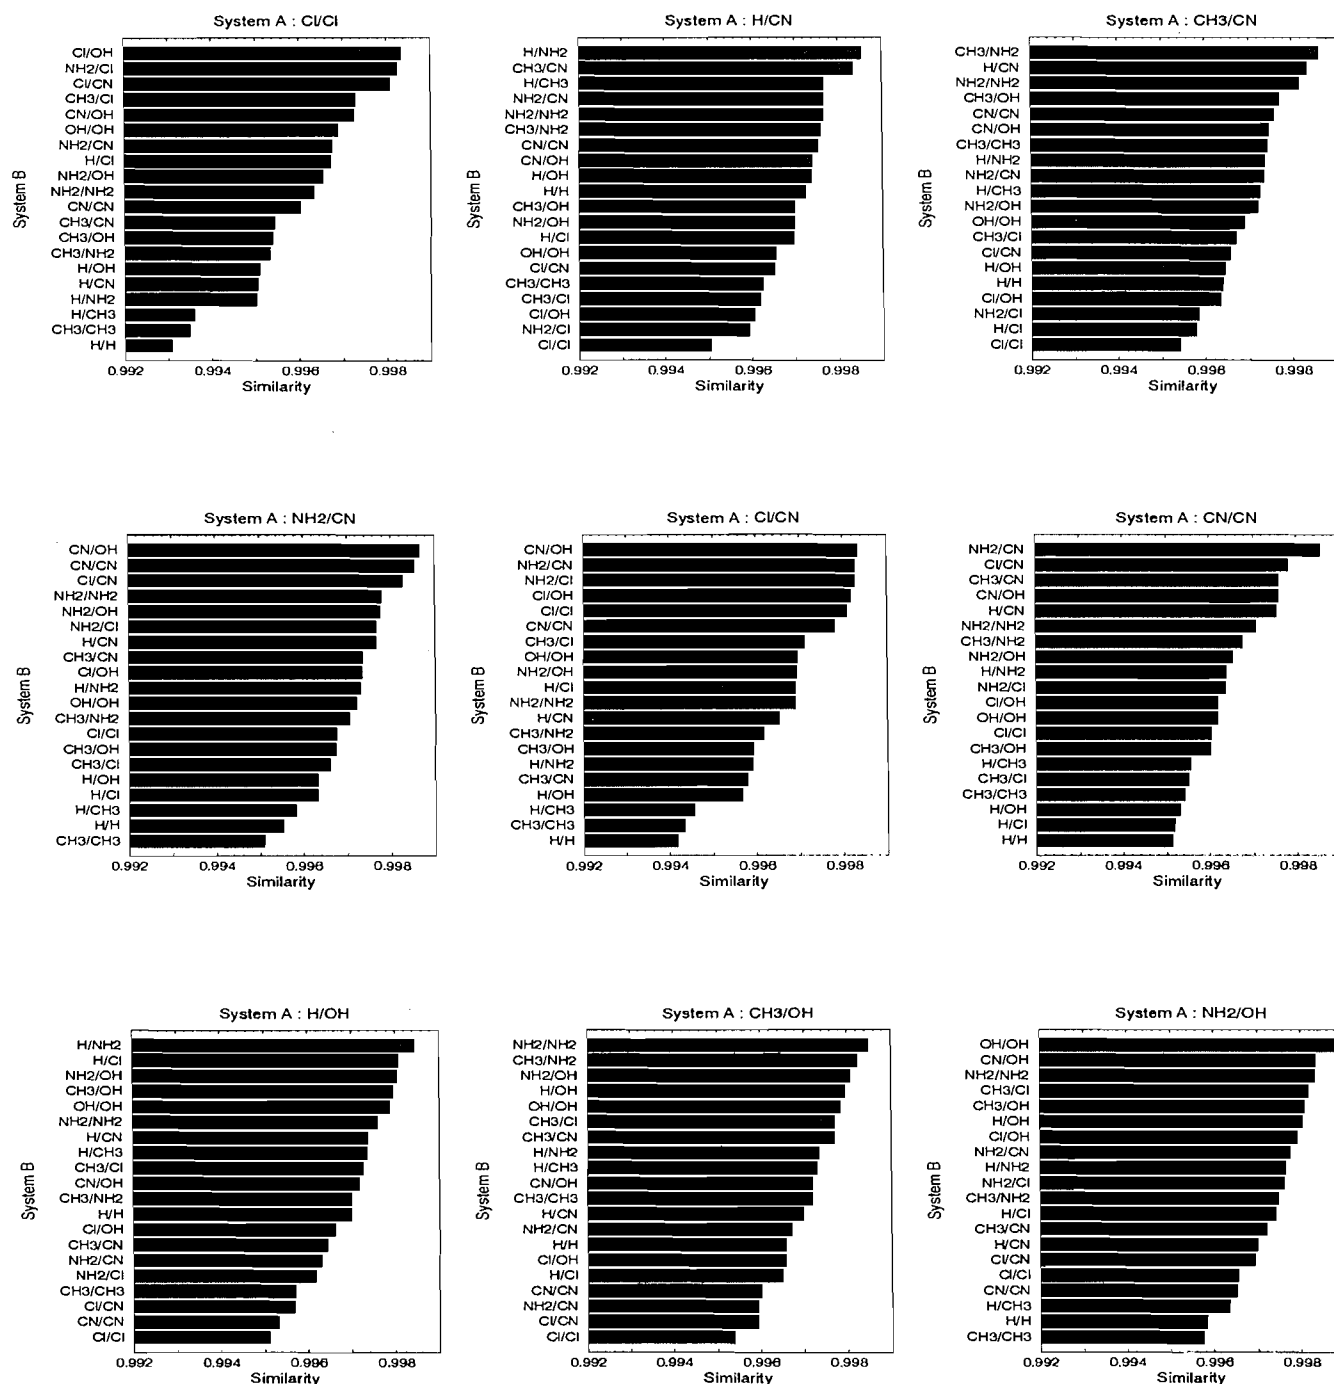 System A : Cl/Cl
Cl/OH
NH2/Cl
Cl/CN
CH3/Cl
CN/OH
OH/OH
NH2/CN
H/Cl
NH2/OH
NH2/NH2
CN/CN
CH3/CN
CH3/OH
CH3/NH2
H/OH
H/CN
H/NH2
H/CH3
CH3/CH3
H/H
System B
0.992 0.994 0.996 0.998
Similarity
System A : H/CN
H/NH2
CH3/CN
H/CH3
NH2/CN
NH2/NH2
CH3/NH2
CN/CN
CN/OH
H/OH
H/H
CH3/OH
NH2/OH
H/Cl
OH/OH
Cl/CN
CH3/CH3
CH3/Cl
Cl/OH
NH2/Cl
Cl/Cl
System B
0.992 0.994 0.996 0.998
Similarity
System A : CH3/CN
CH3/NH2
H/CN
NH2/NH2
CH3/OH
CN/CN
CN/OH
CH3/CH3
H/NH2
NH2/CN
H/CH3
NH2/OH
OH/OH
CH3/Cl
Cl/CN
H/OH
H/H
Cl/OH
NH2/Cl
H/Cl
Cl/Cl
System B
0.992 0.994 0.996 0.998
Similarity
System A : NH2/CN
CN/OH
CN/CN
Cl/CN
NH2/NH2
NH2/OH
NH2/Cl
H/CN
CH3/CN
Cl/OH
H/NH2
OH/OH
CH3/NH2
Cl/Cl
CH3/OH
CH3/Cl
H/OH
H/Cl
H/CH3
H/H
CH3/CH3
System B
0.992 0.994 0.996 0.998
Similarity
System A : Cl/CN
CN/OH
NH2/CN
NH2/Cl
Cl/OH
Cl/Cl
CN/CN
CH3/Cl
OH/OH
NH2/OH
H/Cl
NH2/NH2
H/CN
CH3/NH2
CH3/OH
H/NH2
CH3/CN
H/OH
H/CH3
CH3/CH3
H/H
System B
0.992 0.994 0.996 0.998
Similarity
System A : CN/CN
NH2/CN
Cl/CN
CH3/CN
CN/OH
H/CN
NH2/NH2
CH3/NH2
NH2/OH
H/NH2
NH2/Cl
Cl/OH
OH/OH
Cl/Cl
CH3/OH
H/CH3
CH3/Cl
CH3/CH3
H/OH
H/Cl
H/H
System B
0.992 0.994 0.996 0.998
Similarity
System A : H/OH
H/NH2
H/Cl
NH2/OH
CH3/OH
OH/OH
NH2/NH2
H/CN
H/CH3
CH3/Cl
CN/OH
CH3/NH2
H/H
Cl/OH
CH3/CN
NH2/CN
NH2/Cl
CH3/CH3
Cl/CN
CN/CN
Cl/Cl
System B
0.992 0.994 0.996 0.998
Similarity
System A : CH3/OH
NH2/NH2
CH3/NH2
NH2/OH
H/OH
OH/OH
CH3/Cl
CH3/CN
H/NH2
H/CH3
CN/OH
CH3/CH3
H/CN
NH2/CN
H/H
Cl/OH
H/Cl
CN/CN
NH2/CN
Cl/CN
Cl/Cl
System B
0.992 0.994 0.996 0.998
Similarity
System A : NH2/OH
OH/OH
CN/OH
NH2/NH2
CH3/Cl
CH3/OH
H/OH
Cl/OH
NH2/CN
H/NH2
NH2/Cl
CH3/NH2
H/Cl
CH3/CN
H/CN
Cl/CN
Cl/Cl
CN/CN
H/CH3
H/H
CH3/CH3
System B
0.992 0.994 0.996 0.998
Similarity